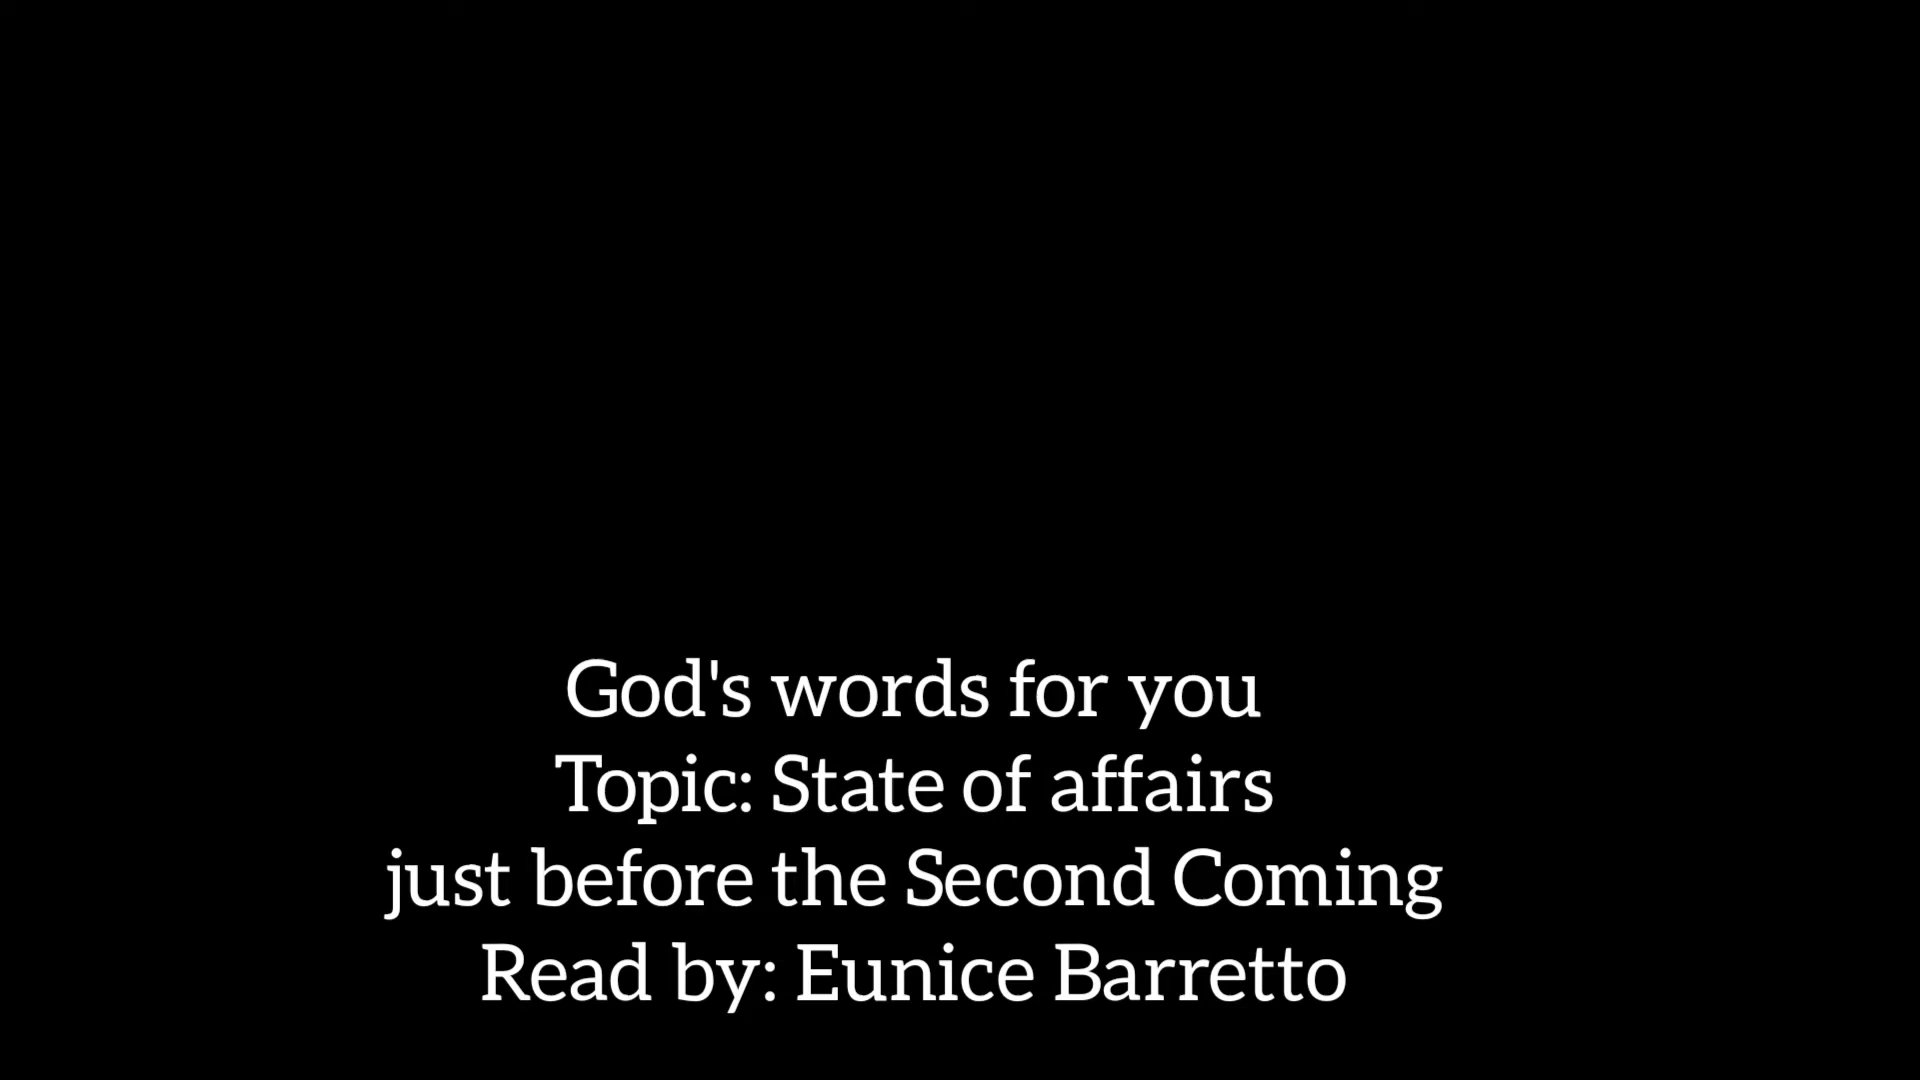 God's words for you
Topic: State of affairs
just before the Second Coming
Read by: Eunice Barretto